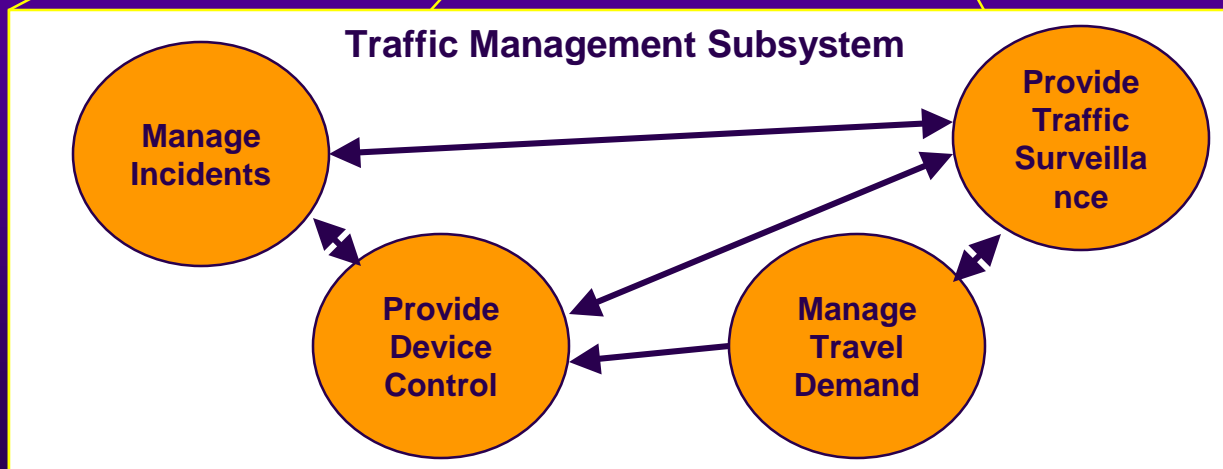 Traffic Management Subsystem
Manage
Incidents
Provide
Traffic
Surveilla
nce
Provide
Device
Control
Manage
Travel
Demand